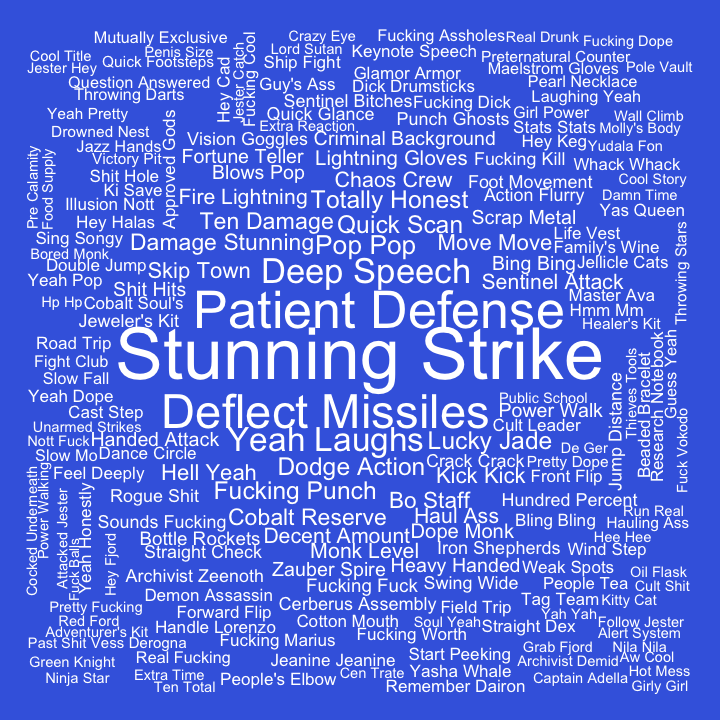 Mutually Exclusive
Crazy Eye
Fucking Assholes
Real Drunk
Fucking Dope
Cool Title
Penis Size
Lord Sutan
Keynote Speech
Preternatural Counter
Jester Hey
Quick Footsteps
Hey Cad
Jester Catch
Fucking Cool
Ship Fight
Maelstrom Gloves
Pole Vault
Question Answered
Guy's Ass
Glamor Armor
Dick Drumsticks
Pearl Necklace
Throwing Darts
Sentinel Bitches
Fucking Dick
Laughing Yeah
Yeah Pretty
Quick Glance
Punch Ghosts
Girl Power
Wall Climb
Drowned Nest
Approved Gods
Extra Reaction
Stats Stats
Molly's Body
Jazz Hands
Vision Goggles
Criminal Background
Hey Keg
Yudala Fon
Victory Pit
Fortune Teller
Lightning Gloves
Fucking Kill
Whack Whack
Pre Calamity
Food Supply
Shit Hole
Blows Pop
Chaos Crew
Foot Movement
Cool Story
Ki Save
Fire Lightning
Totally Honest
Action Flurry
Damn Time
Illusion Nott
Yas Queen
Hey Halas
Ten Damage
Quick Scan
Scrap Metal
Sing Songy
Damage Stunning
Pop Pop
Move Move
Life Vest
Family's Wine
Throwing Stars
Bored Monk
Double Jump
Skip Town
Deep Speech
Bing Bing
Jellicle Cats
Yeah Pop
Shit Hits
Sentinel Attack
Master Ava
Hp Hp
Cobalt Soul's
Patient Defense
Hmm Mm
Jeweler's Kit
Healer's Kit
Road Trip
Stunning Strike
Thieves Tools
Beaded Bracelet
Research Notebook
Guess Yeah
Fight Club
Slow Fall
Jump Distance
Yeah Dope
Deflect Missiles
Public School
Cast Step
Power Walk
Fuck Vokodo
Unarmed Strikes
Cult Leader
Nott Fuck
Handed Attack
Yeah Laughs
Lucky Jade
De Ger
Slow Mo
Dance Circle
Crack Crack
Pretty Dope
Feel Deeply
Hell Yeah
Dodge Action
Kick Kick
Front Flip
Cocked Underneath
Power Walking
Attacked Jester
Fuck Balls
Yeah Honestly
Rogue Shit
Fucking Punch
Bo Staff
Hundred Percent
Hey Fjord
Sounds Fucking
Cobalt Reserve
Haul Ass
Bling Bling
Run Real
Hauling Ass
Bottle Rockets
Decent Amount
Dope Monk
Hee Hee
Straight Check
Monk Level
Iron Shepherds
Wind Step
Archivist Zeenoth
Zauber Spire
Heavy Handed
Weak Spots
Oil Flask
Demon Assassin
Fucking Fuck
Swing Wide
People Tea
Cult Shit
Pretty Fucking
Cerberus Assembly
Tag Team
Kitty Cat
Red Ford
Forward Flip
Field Trip
Yah Yah
Adventurer's Kit
Handle Lorenzo
Cotton Mouth
Soul Yeah
Straight Dex
Follow Jester
Past Shit
Vess Derogna
Fucking Marius
Fucking Worth
Grab Fjord
Alert System
Nila Nila
Green Knight
Real Fucking
Jeanine Jeanine
Start Peeking
Archivist Demid
Aw Cool
Ninja Star
Extra Time
People's Elbow
Cen Trate
Yasha Whale
Captain Adella
Hot Mess
Ten Total
Remember Dairon
Girly Girl